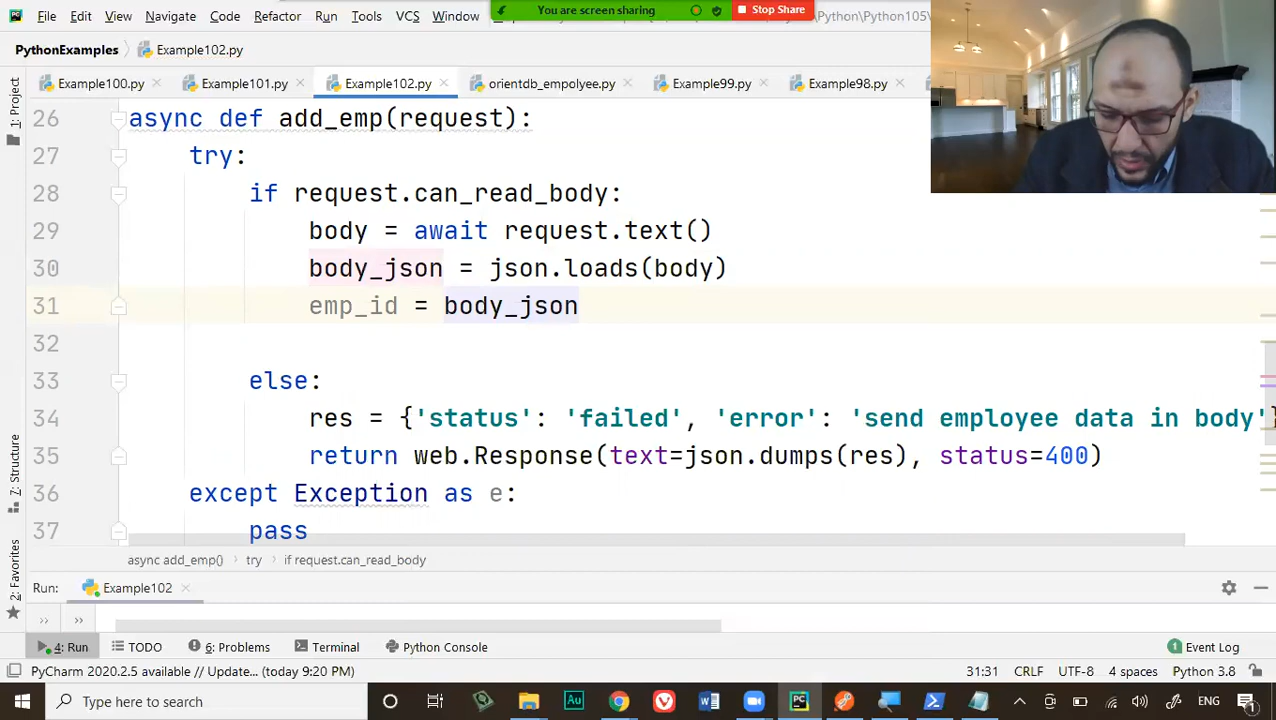 You are screen sharing Stop Share
File Edit View Navigate Code Refactor Run Tools VCS Window \Python\Python105\
PythonExamples Example102.py
Example100.py Example101.py Example102.py orientdb_empolyee.py Example99.py Example98.py
26 async def add_emp(request):
27 try:
28 if request.can_read_body:
29 body = await request.text()
30 body_json = json.loads(body)
31 emp_id = body_json
32
33 else:
34 res = {'status': 'failed', 'error': 'send employee data in body'}
35 return web.Response(text=json.dumps(res), status=400)
36 except Exception as e:
37 pass
async add_emp() try if request.can_read_body
Run: Example102
4: Run TODO 6: Problems Terminal Python Console Event Log
PyCharm 2020.2.5 available // Update... (today 9:20 PM) 31:31 CRLF UTF-8 4 spaces Python 3.8
Type here to search ENG
1: Project
7: Structure
2: Favorites